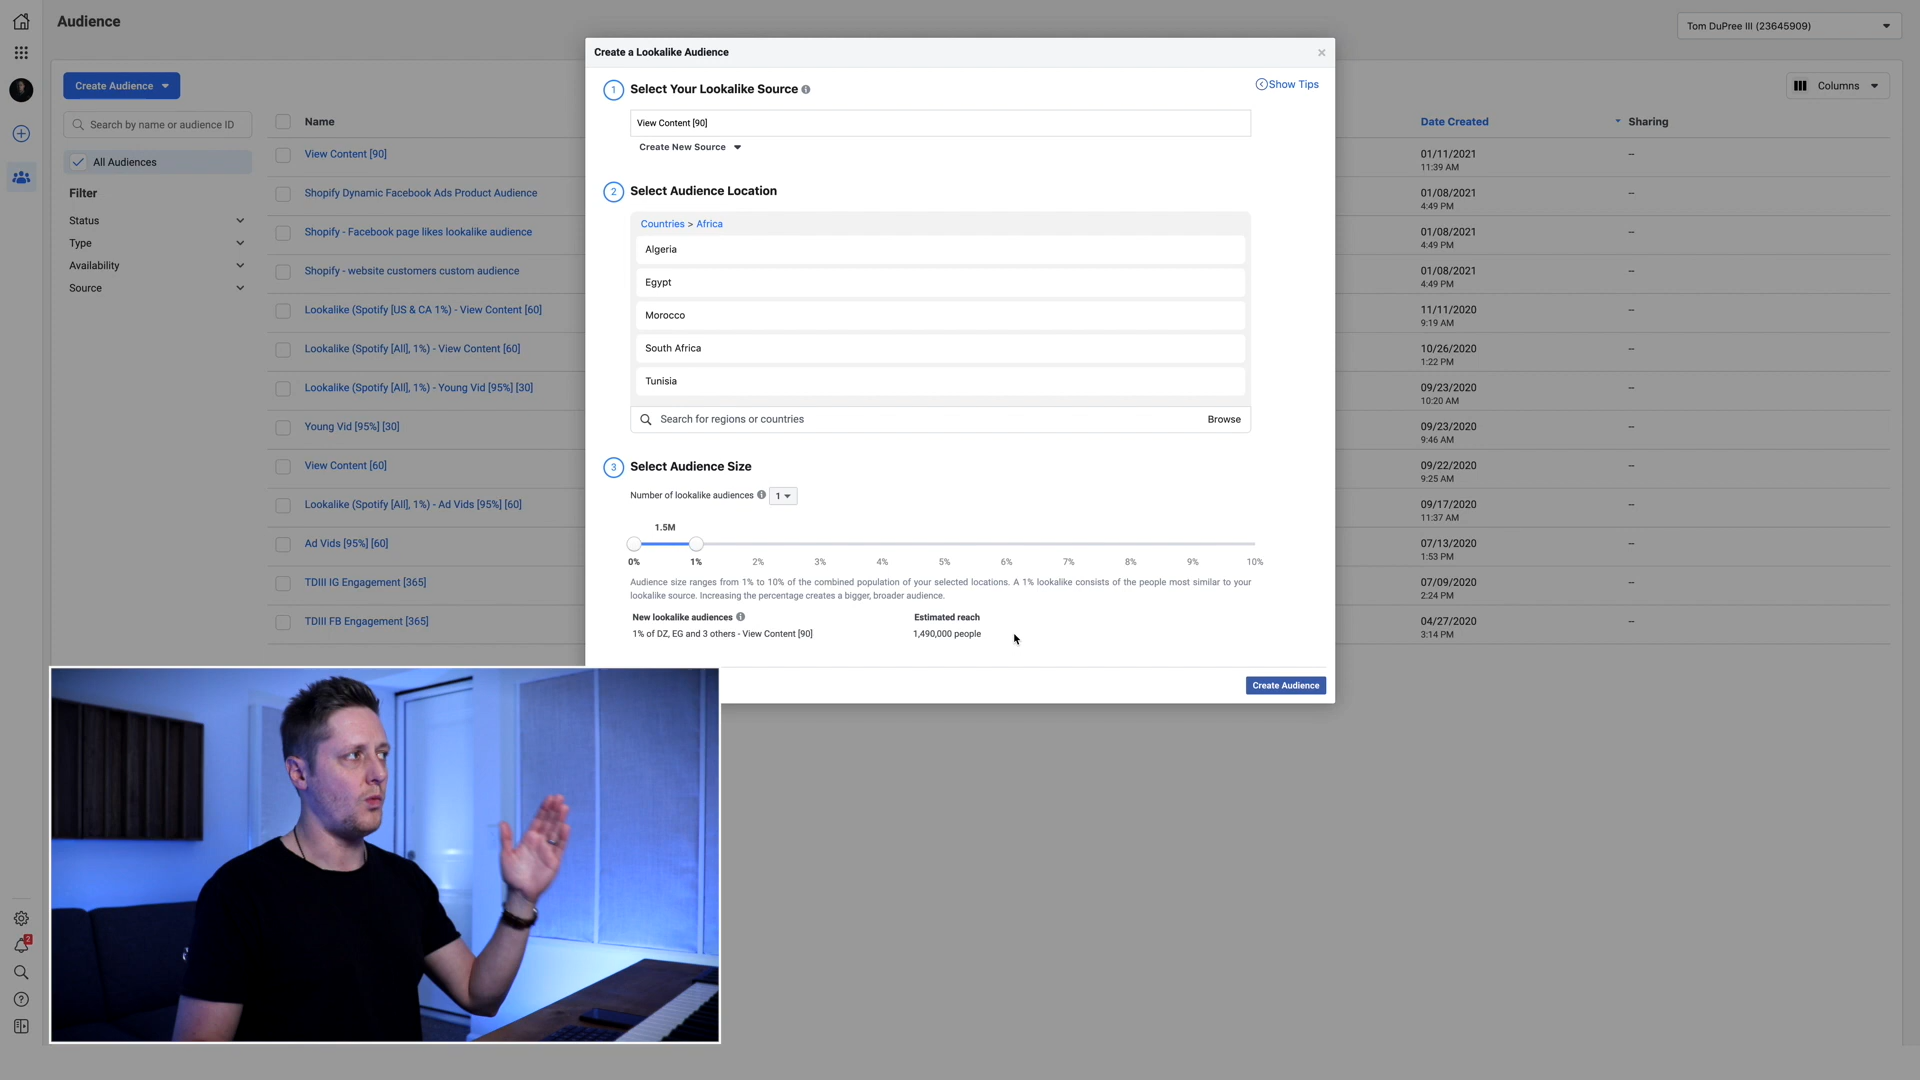 Audience
Tom DuPree III (23645909)
Create Audience
Search by name or audience ID
All Audiences
Filter
Status
Type
Availability
Source
Columns
Name
Date Created
Sharing
View Content [90]
01/11/2021
11:39 AM
--
Shopify Dynamic Facebook Ads Product Audience
01/08/2021
4:49 PM
--
Shopify - Facebook page likes lookalike audience
01/08/2021
4:49 PM
--
Shopify - website customers custom audience
01/08/2021
4:49 PM
--
Lookalike (Spotify [US & CA 1%) - View Content [60]
11/11/2020
9:19 AM
--
Lookalike (Spotify [All], 1%) - View Content [60]
10/26/2020
1:22 PM
--
Lookalike (Spotify [All], 1%) - Young Vid [95%] [30]
09/23/2020
10:20 AM
--
Young Vid [95%] [30]
09/23/2020
9:46 AM
--
View Content [60]
09/22/2020
9:25 AM
--
Lookalike (Spotify [All], 1%) - Ad Vids [95%] [60]
09/17/2020
11:37 AM
--
Ad Vids [95%] [60]
07/13/2020
1:53 PM
--
TDIII IG Engagement [365]
07/09/2020
2:24 PM
--
TDIII FB Engagement [365]
04/27/2020
3:14 PM
--
Create a Lookalike Audience
×
1 Select Your Lookalike Source
Show Tips
View Content [90]
Create New Source
2 Select Audience Location
Countries > Africa
Algeria
Egypt
Morocco
South Africa
Tunisia
Search for regions or countries
Browse
3 Select Audience Size
Number of lookalike audiences 1
1.5M
0% 1% 2% 3% 4% 5% 6% 7% 8% 9% 10%
Audience size ranges from 1% to 10% of the combined population of your selected locations. A 1% lookalike consists of the people most similar to your
lookalike source. Increasing the percentage creates a bigger, broader audience.
New lookalike audiences
Estimated reach
1% of DZ, EG and 3 others - View Content [90]
1,490,000 people
Create Audience
2